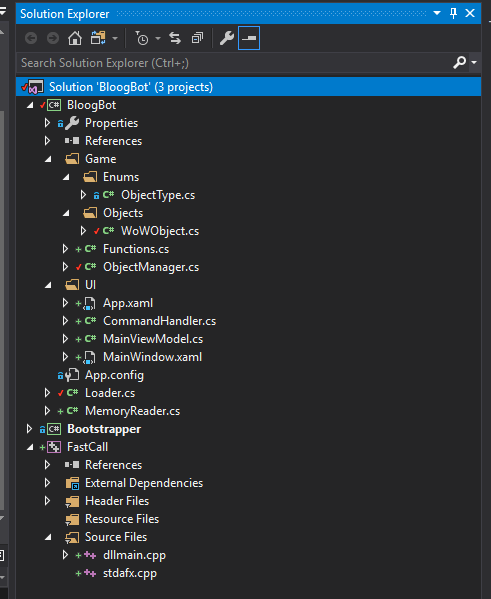 Solution Explorer
Search Solution Explorer (Ctrl+;)
Solution 'BloogBot' (3 projects)
C# BloogBot
Properties
References
Game
Enums
C# ObjectType.cs
Objects
C# WoWObject.cs
C# Functions.cs
C# ObjectManager.cs
UI
App.xaml
C# CommandHandler.cs
C# MainViewModel.cs
MainWindow.xaml
App.config
C# Loader.cs
C# MemoryReader.cs
C# Bootstrapper
FastCall
References
External Dependencies
Header Files
Resource Files
Source Files
dllmain.cpp
stdafx.cpp